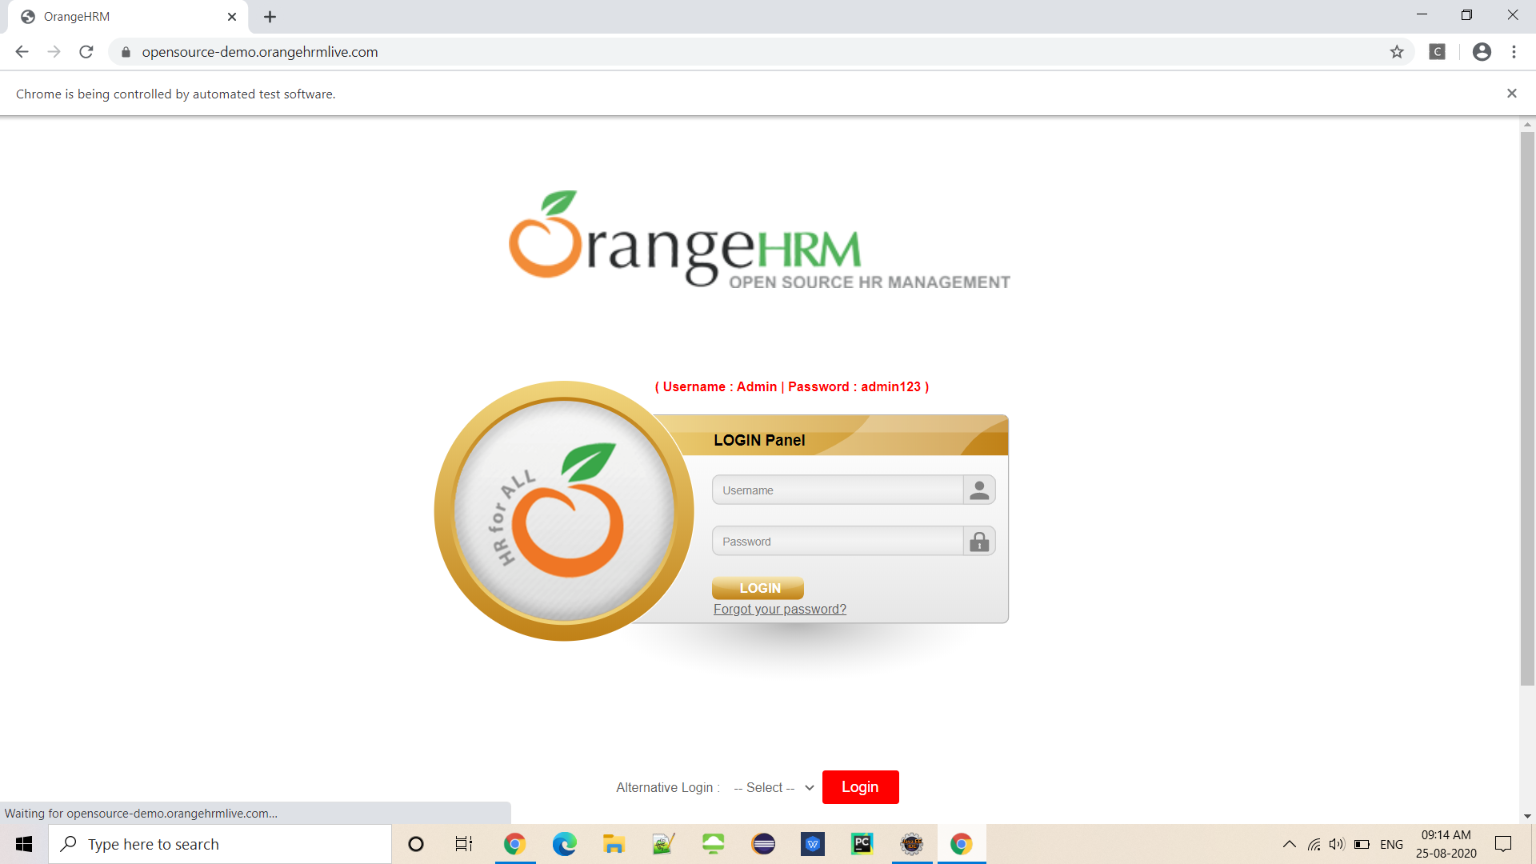 OrangeHRM
opensource-demo.orangehrmlive.com
C
Chrome is being controlled by automated test software.
OrangeHRM
OPEN SOURCE HR MANAGEMENT
( Username : Admin | Password : admin123 )
HR for ALL
LOGIN Panel
Username
Password
LOGIN
Forgot your password?
Alternative Login :
-- Select --
Login
Waiting for opensource-demo.orangehrmlive.com...
Type here to search
PC
ENG
09:14 AM
25-08-2020